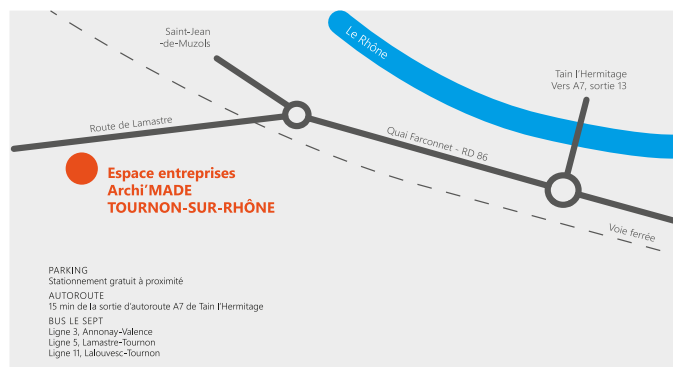 Saint-Jean
-de-Muzols
Le Rhône
Tain l'Hermitage
Vers A7, sortie 13
Route de Lamastre
Quai Farconnet - RD 86
Espace entreprises
Archi'MADE
TOURNON-SUR-RHÔNE
Voie ferrée
PARKING
Stationnement gratuit à proximité
AUTOROUTE
15 min de la sortie d'autoroute A7 de Tain l'Hermitage
BUS LE SEPT
Ligne 3, Annonay-Valence
Ligne 5, Lamastre-Tournon
Ligne 11, Lalouvesc-Tournon